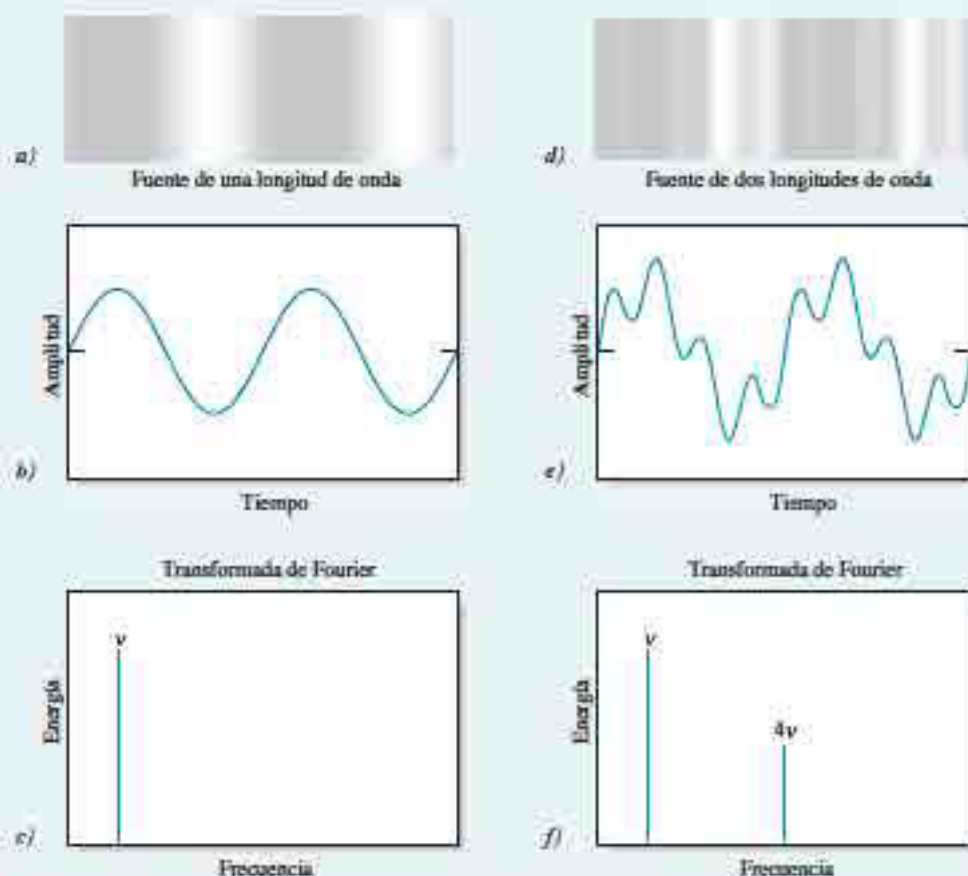 a)
Fuente de una longitud de onda
Amplitud
b)
Tiempo
Transformada de Fourier
ν
Energía
c)
Frecuencia
d)
Fuente de dos longitudes de onda
Amplitud
e)
Tiempo
Transformada de Fourier
ν
4ν
Energía
f)
Frecuencia